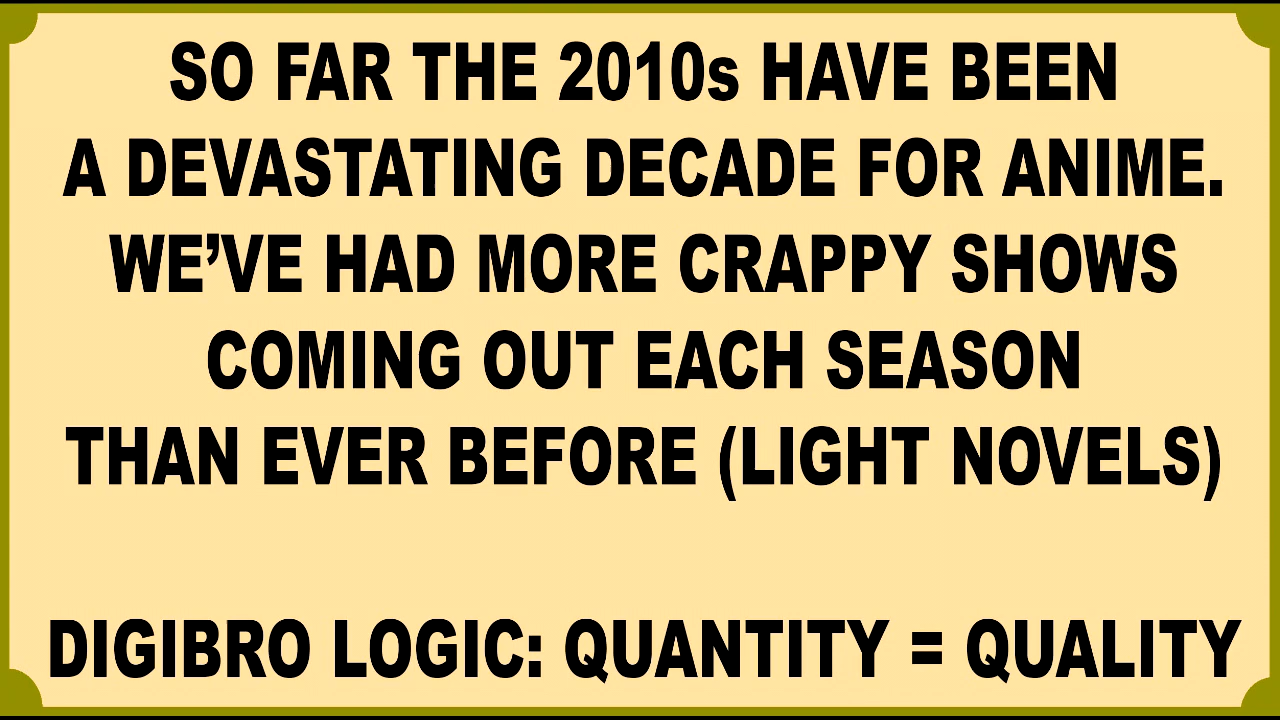 SO FAR THE 2010s HAVE BEEN
A DEVASTATING DECADE FOR ANIME.
WE’VE HAD MORE CRAPPY SHOWS
COMING OUT EACH SEASON
THAN EVER BEFORE (LIGHT NOVELS)
DIGIBRO LOGIC: QUANTITY = QUALITY